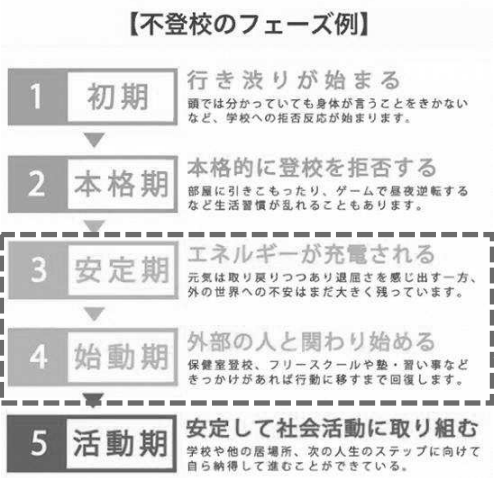 【不登校のフェーズ例】
1 初期
行き渋りが始まる
頭では分かっていても身体が言うことをきかない
など、学校への拒否反応が始まります。
2 本格期
本格的に登校を拒否する
部屋に引きこもったり、ゲームで昼夜逆転する
など生活習慣が乱れることもあります。
3 安定期
エネルギーが充電される
元気は取り戻りつつあり退屈さを感じ出す一方、
外の世界への不安はまだ大きく残っています。
4 始動期
外部の人と関わり始める
保健室登校、フリースクールや塾・習い事など
きっかけがあれば行動に移すまで回復します。
5 活動期
安定して社会活動に取り組む
学校や他の居場所、次の人生のステップに向けて
自ら納得して進むことができている。